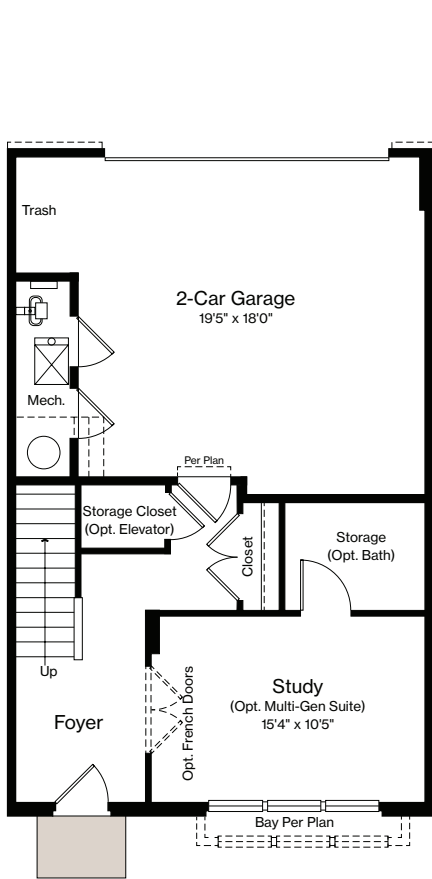 Trash
2-Car Garage
19'5" x 18'0"
Mech.
Per Plan
Storage Closet
(Opt. Elevator)
Closet
Storage
(Opt. Bath)
Up
Foyer
Opt. French Doors
Study
(Opt. Multi-Gen Suite)
15'4" x 10'5"
Bay Per Plan